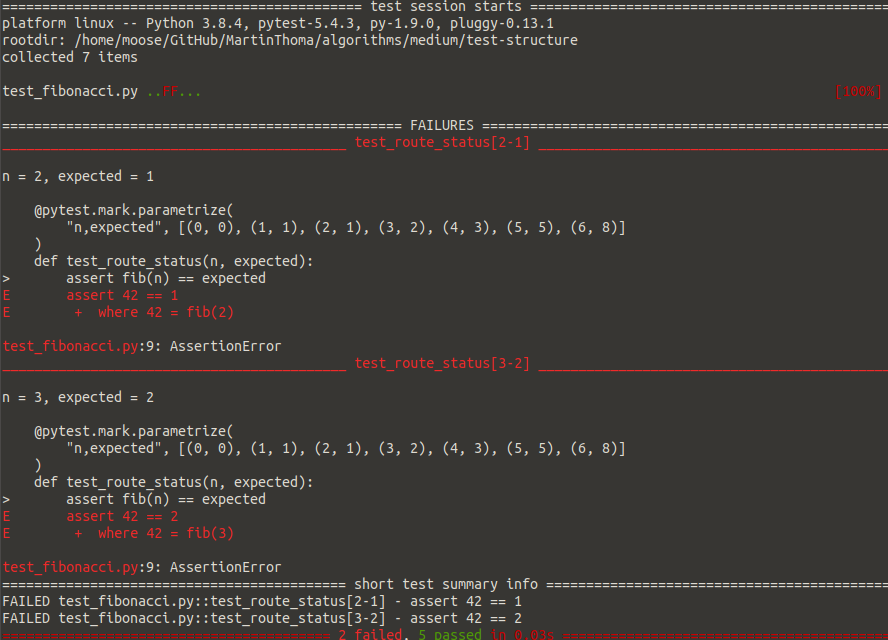 ============================================= test session starts =============================================
platform linux -- Python 3.8.4, pytest-5.4.3, py-1.9.0, pluggy-0.13.1
rootdir: /home/moose/GitHub/MartinThoma/algorithms/medium/test-structure
collected 7 items
test_fibonacci.py ..FF... [100%]
================================================== FAILURES ===================================================
___________________________________________ test_route_status[2-1] ____________________________________________
n = 2, expected = 1
    @pytest.mark.parametrize(
        "n,expected", [(0, 0), (1, 1), (2, 1), (3, 2), (4, 3), (5, 5), (6, 8)]
    )
    def test_route_status(n, expected):
>       assert fib(n) == expected
E       assert 42 == 1
E        +  where 42 = fib(2)
test_fibonacci.py:9: AssertionError
___________________________________________ test_route_status[3-2] ____________________________________________
n = 3, expected = 2
    @pytest.mark.parametrize(
        "n,expected", [(0, 0), (1, 1), (2, 1), (3, 2), (4, 3), (5, 5), (6, 8)]
    )
    def test_route_status(n, expected):
>       assert fib(n) == expected
E       assert 42 == 2
E        +  where 42 = fib(3)
test_fibonacci.py:9: AssertionError
=========================================== short test summary info ===========================================
FAILED test_fibonacci.py::test_route_status[2-1] - assert 42 == 1
FAILED test_fibonacci.py::test_route_status[3-2] - assert 42 == 2
========================================= 2 failed, 5 passed in 0.03s =========================================